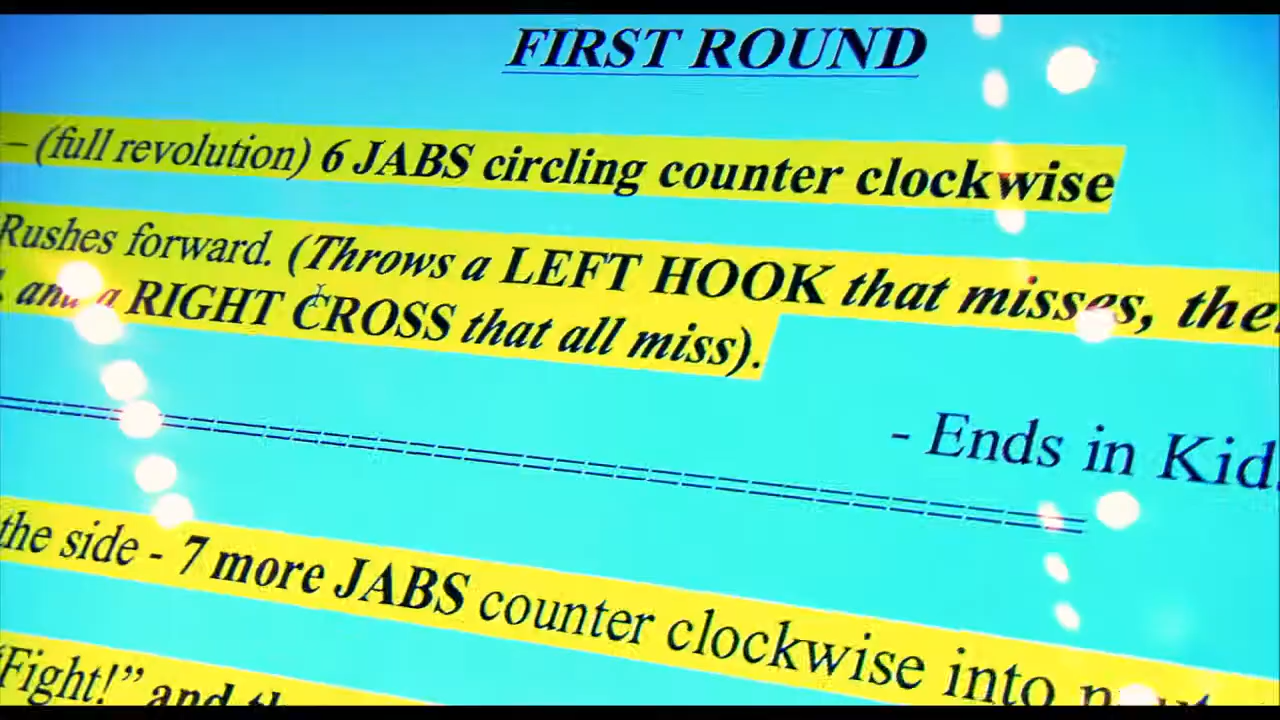 FIRST ROUND
– (full revolution) 6 JABS circling counter clockwise
Rushes forward. (Throws a LEFT HOOK that misses, the
and a RIGHT CROSS that all miss).
- Ends in Kid
the side - 7 more JABS counter clockwise into
"Fight!” and